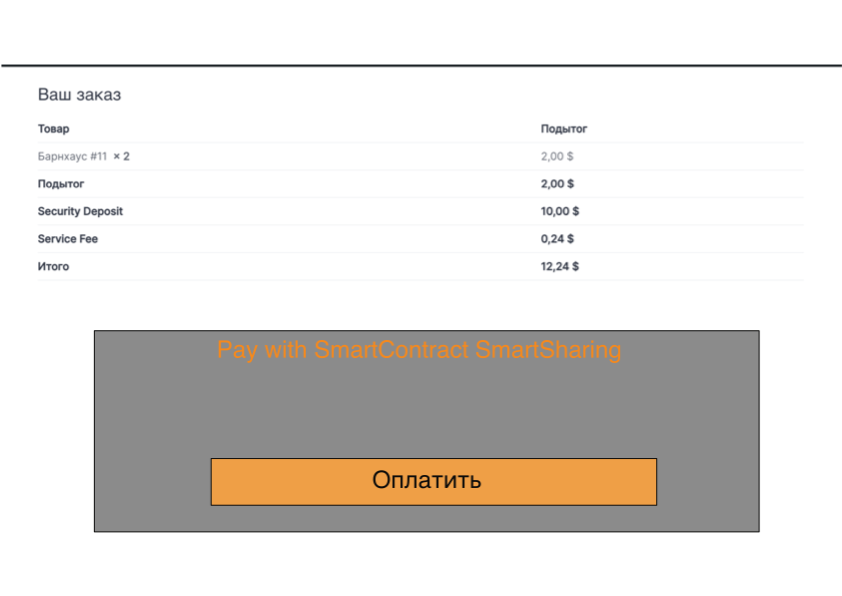 Ваш заказ
Товар Подытог
Барнхаус #11 × 2 2,00 $
Подытог 2,00 $
Security Deposit 10,00 $
Service Fee 0,24 $
Итого 12,24 $
Pay with SmartContract SmartSharing
Оплатить